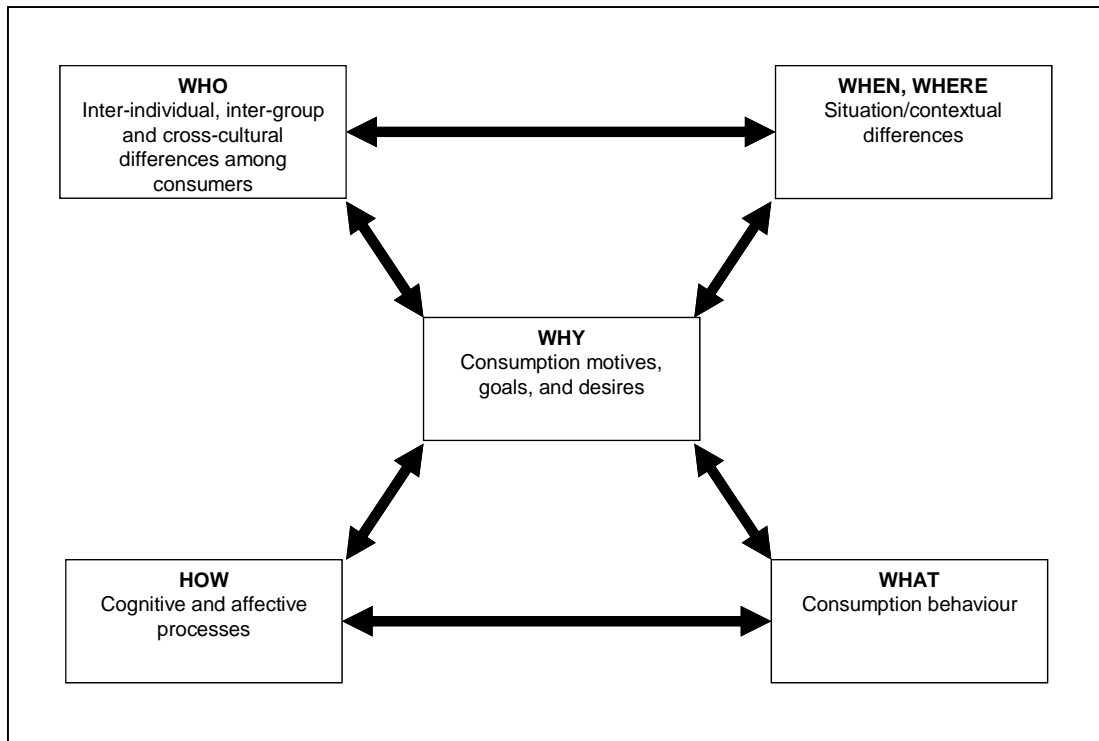 WHO
Inter-individual, inter-group
and cross-cultural
differences among
consumers
WHEN, WHERE
Situation/contextual
differences
WHY
Consumption motives,
goals, and desires
HOW
Cognitive and affective
processes
WHAT
Consumption behaviour